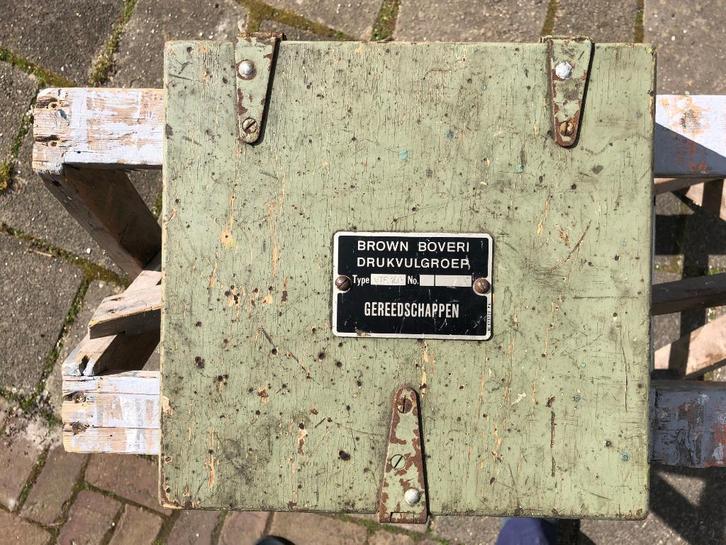 BROWN BOVERI
DRUKVULGROEP
Type No.
GEREEDSCHAPPEN